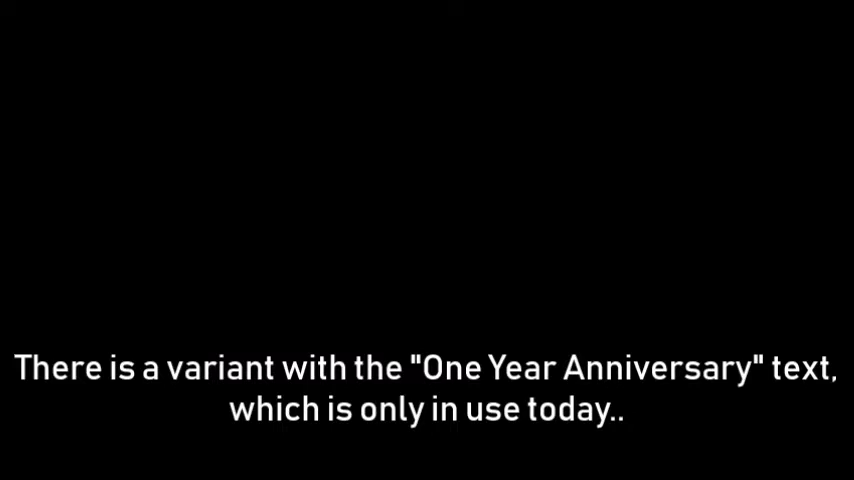 There is a variant with the "One Year Anniversary" text,
which is only in use today..